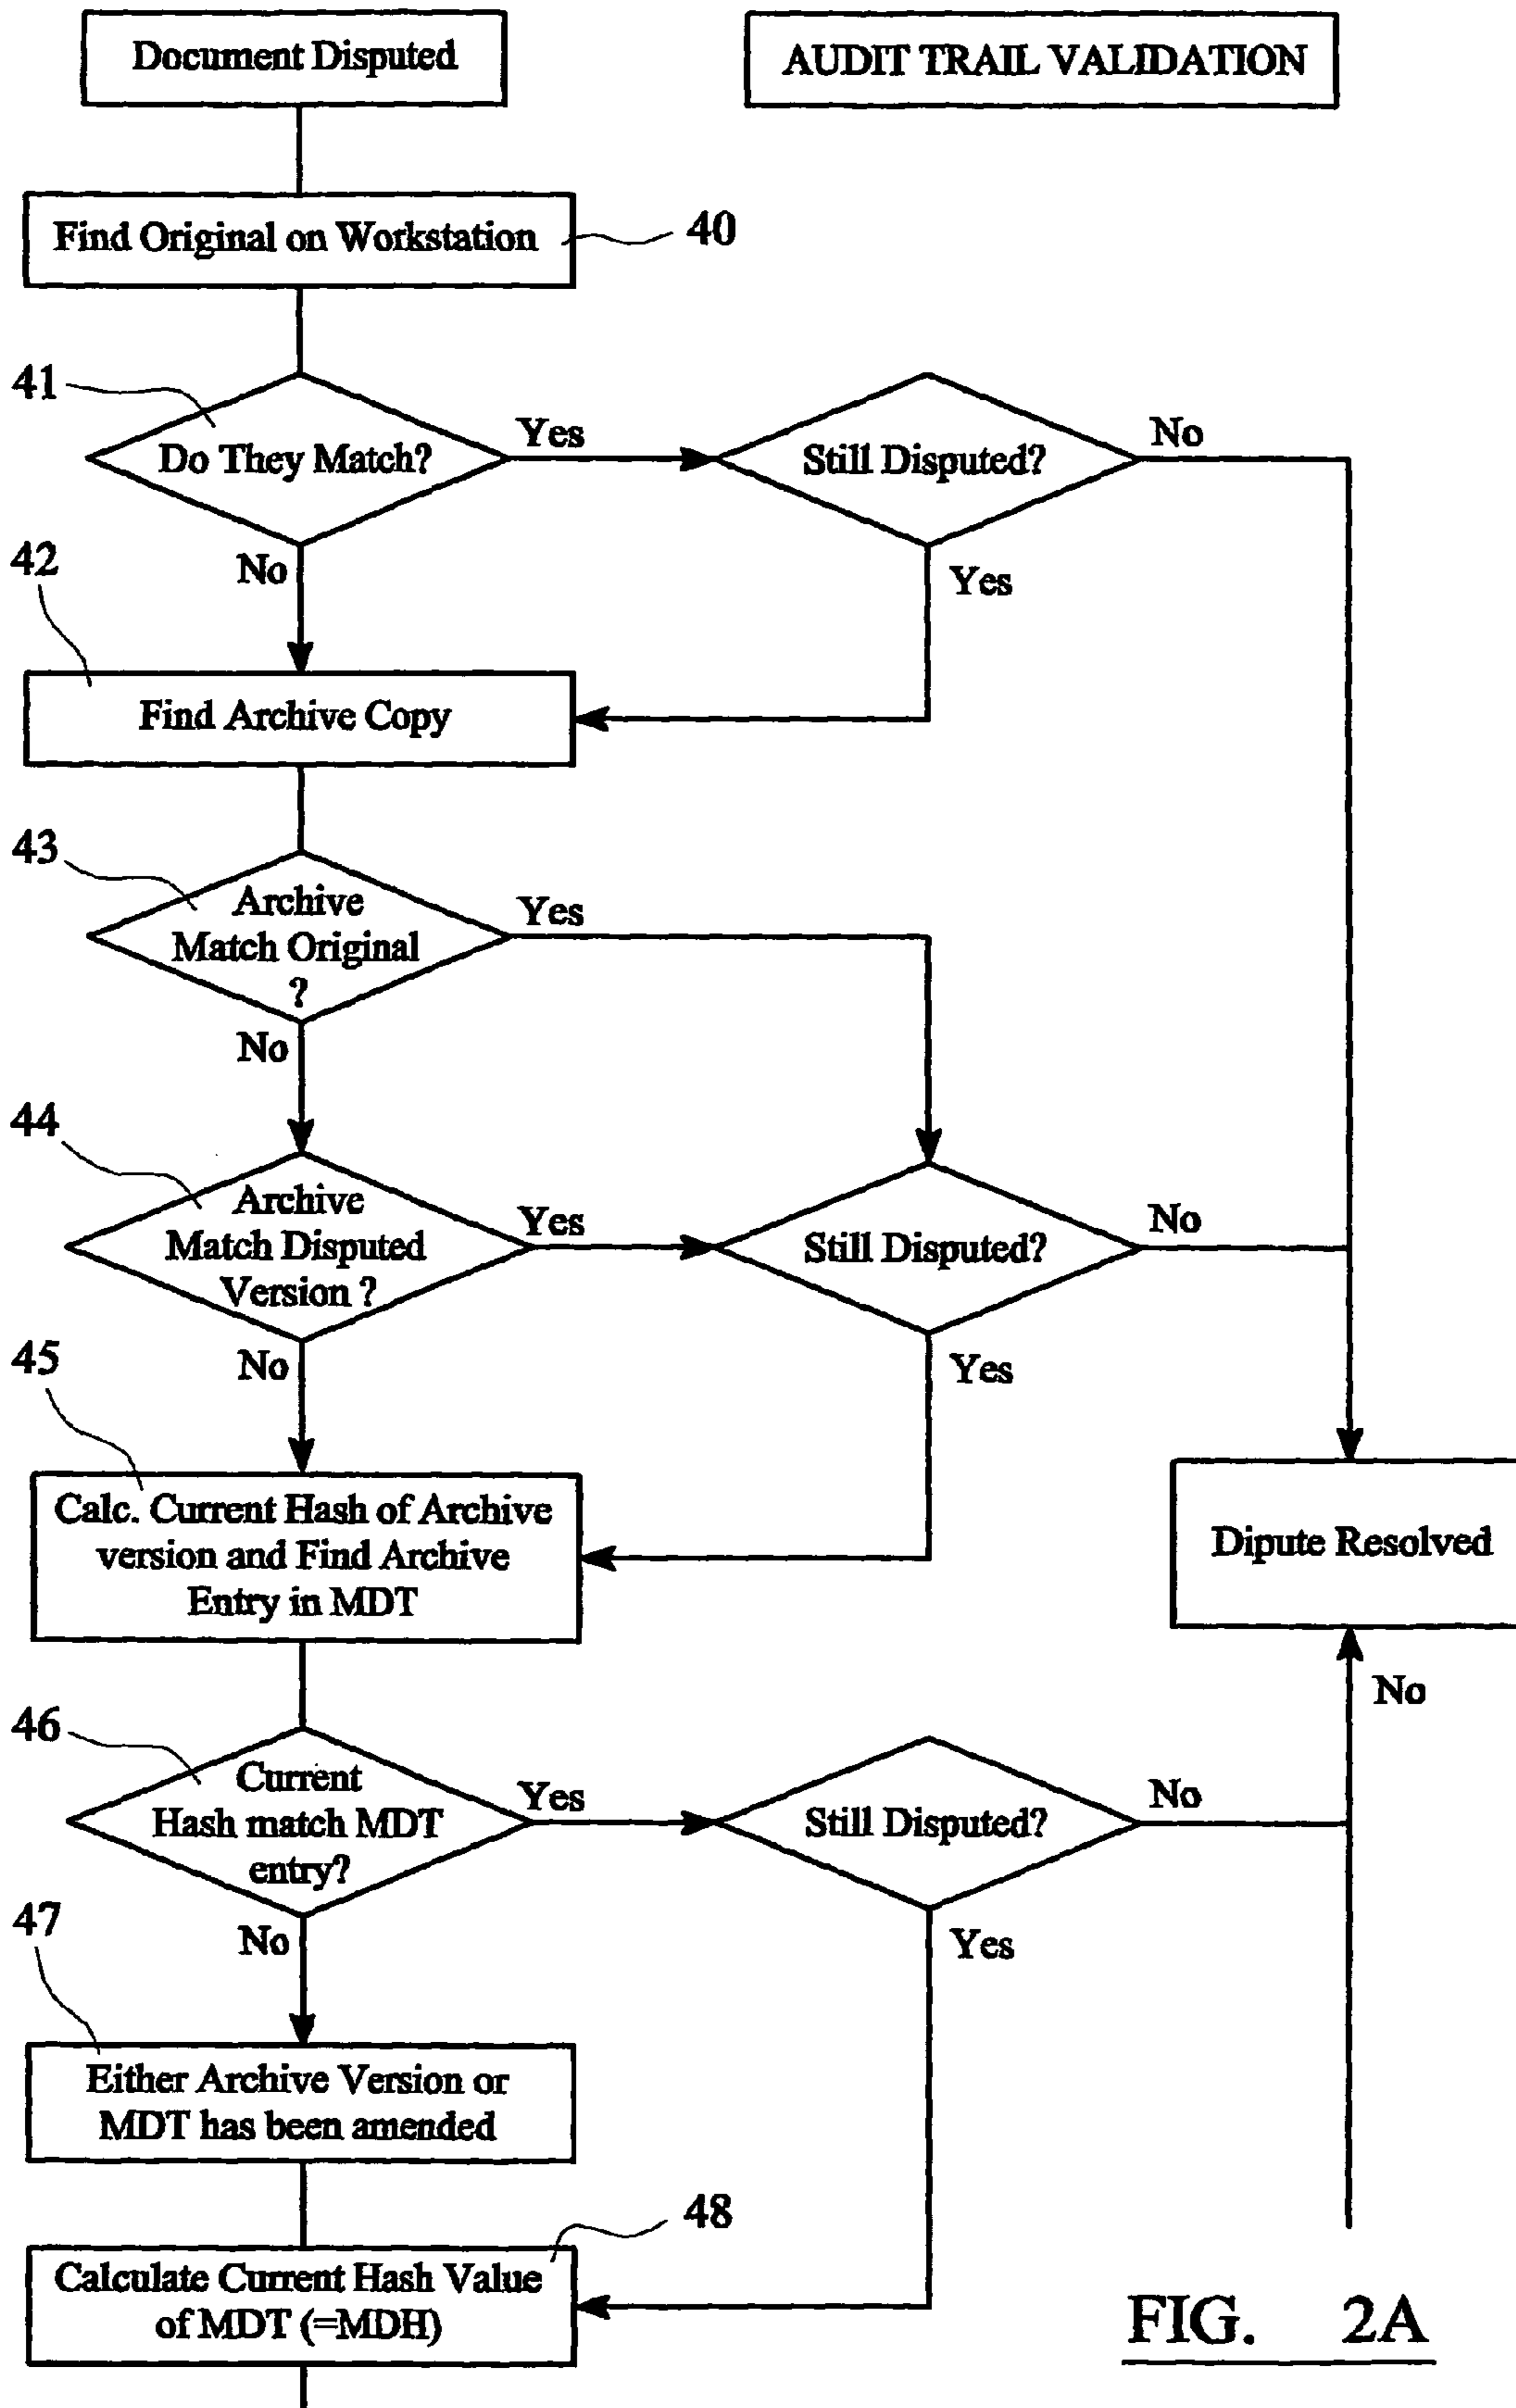 Document Disputed
AUDIT TRAIL VALIDATION
Find Original on Workstation
40
41
Do They Match?
Yes
Still Disputed?
No
No
Yes
42
Find Archive Copy
43
Archive
Match Original
?
Yes
No
44
Archive
Match Disputed
Version ?
Yes
Still Disputed?
No
No
Yes
45
Calc. Current Hash of Archive
version and Find Archive
Entry in MDT
Dipute Resolved
No
46
Current
Hash match MDT
entry?
Yes
Still Disputed?
No
No
Yes
47
Either Archive Version or
MDT has been amended
48
Calculate Current Hash Value
of MDT (=MDH)
FIG. 2A